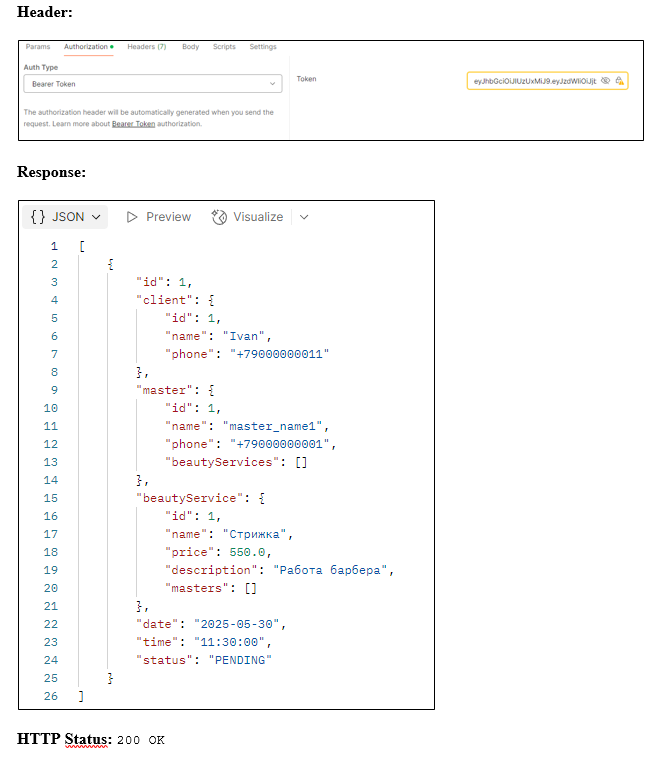 Header:
Params Authorization Headers (7) Body Scripts Settings
Auth Type
Bearer Token
Token
The authorization header will be automatically generated when you send the
request. Learn more about Bearer Token authorization.
Response:
{} JSON Preview Visualize
1 [
2 {
3 "id": 1,
4 "client": {
5 "id": 1,
6 "name": "Ivan",
7 "phone": "+79000000011"
8 },
9 "master": {
10 "id": 1,
11 "name": "master_name1",
12 "phone": "+79000000001",
13 "beautyServices": []
14 },
15 "beautyService": {
16 "id": 1,
17 "name": "Стрижка",
18 "price": 550.0,
19 "description": "Работа барбера",
20 "masters": []
21 },
22 "date": "2025-05-30",
23 "time": "11:30:00",
24 "status": "PENDING"
25 }
26 ]
HTTP Status: 200 OK